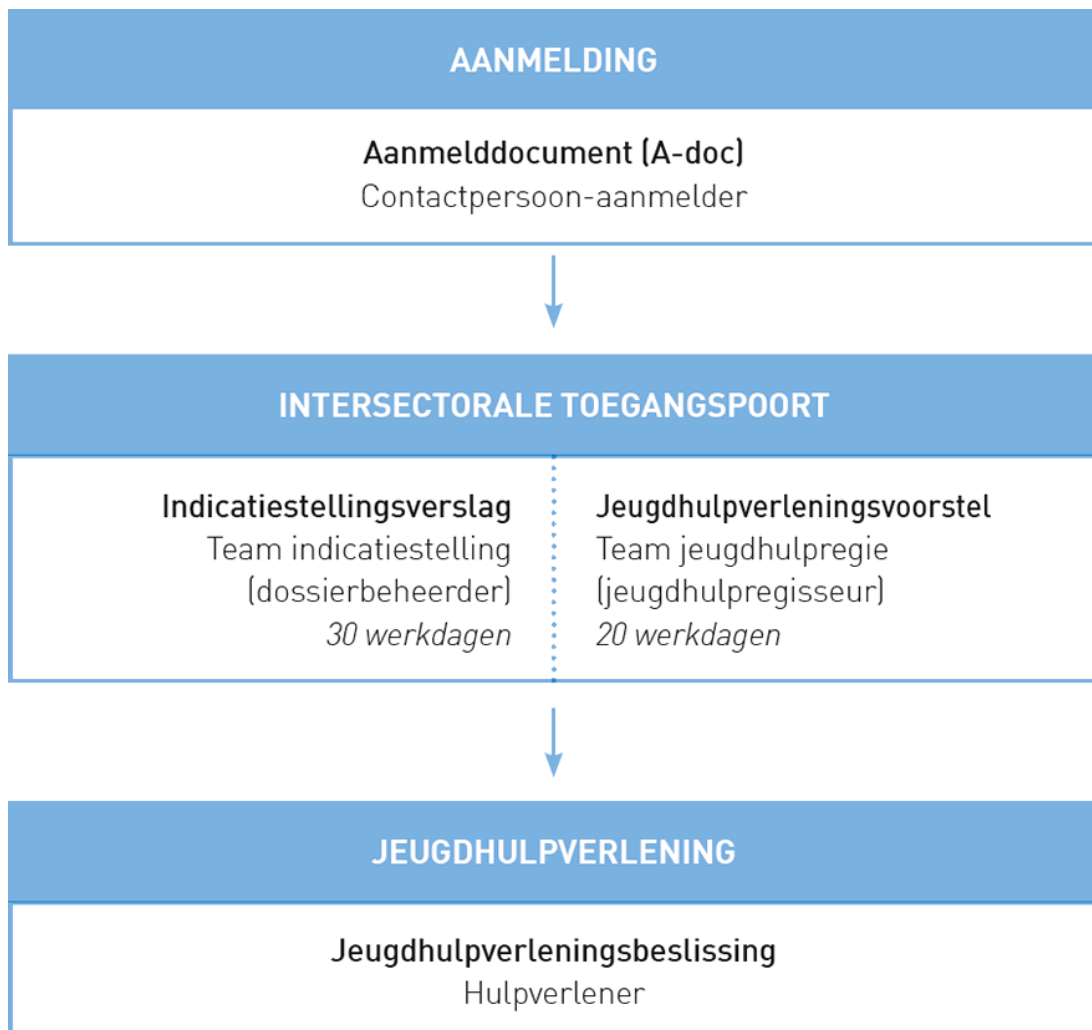 AANMELDING
Aanmelddocument (A-doc)
Contactpersoon-aanmelder
INTERSECTORALE TOEGANGSPOORT
Indicatiestellingsverslag
Team indicatiestelling
(dossierbeheerder)
30 werkdagen
Jeugdhulpverleningsvoorstel
Team jeugdhulpregie
(jeugdhulpregisseur)
20 werkdagen
JEUGDHULPVERLENING
Jeugdhulpverleningsbeslissing
Hulpverlener